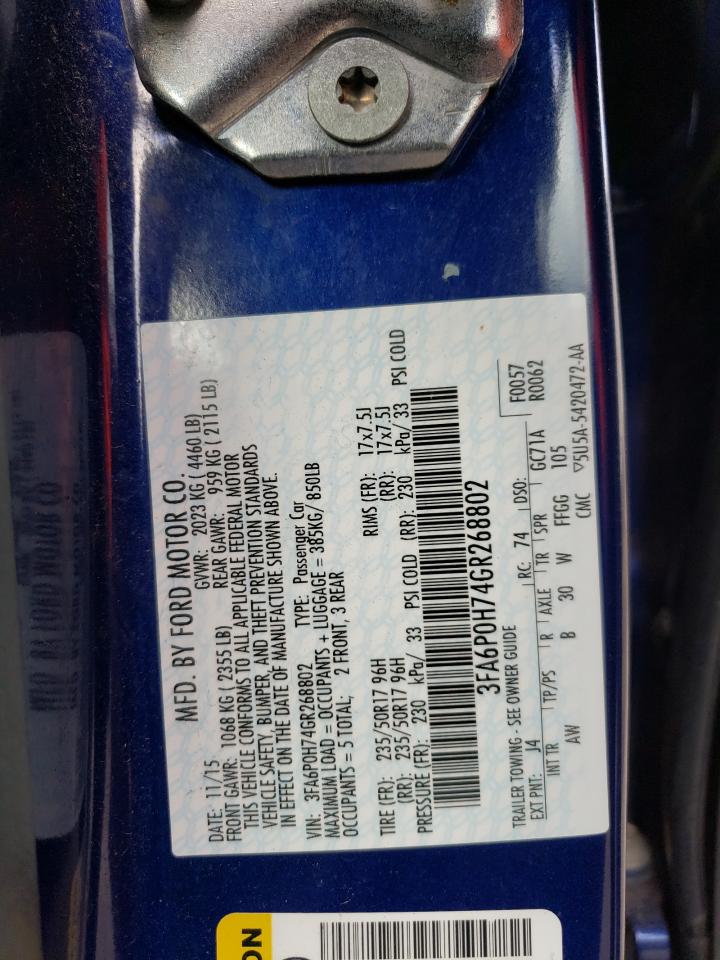 MFD. BY FORD MOTOR CO.
DATE: 11/15 GVWR: 2023 KG ( 4460 LB)
FRONT GAWR: 1068 KG ( 2355 LB) REAR GAWR: 959 KG ( 2115 LB)
THIS VEHICLE CONFORMS TO ALL APPLICABLE FEDERAL MOTOR
VEHICLE SAFETY, BUMPER, AND THEFT PREVENTION STANDARDS
IN EFFECT ON THE DATE OF MANUFACTURE SHOWN ABOVE.
VIN: 3FA6P0H74GR268802 TYPE: Passenger Car
MAXIMUM LOAD = OCCUPANTS + LUGGAGE = 385KG/ 850LB
OCCUPANTS = 5 TOTAL; 2 FRONT, 3 REAR
TIRE (FR): 235/50R17 96H RIMS (FR): 17x7.5J
(RR): 235/50R17 96H (RR): 17x7.5J
PRESSURE (FR): 230 kPa/ 33 PSI COLD (RR): 230 kPa/ 33 PSI COLD
3FA6P0H74GR268802
TRAILER TOWING - SEE OWNER GUIDE F0057
EXT PNT: J4 RC: 74 DSO: GC71A R0062
INT TR TP/PS R AXLE TR SPR 105
AW B 30 W FFGG
CMC ▽5U5A-5420472-AA
ON